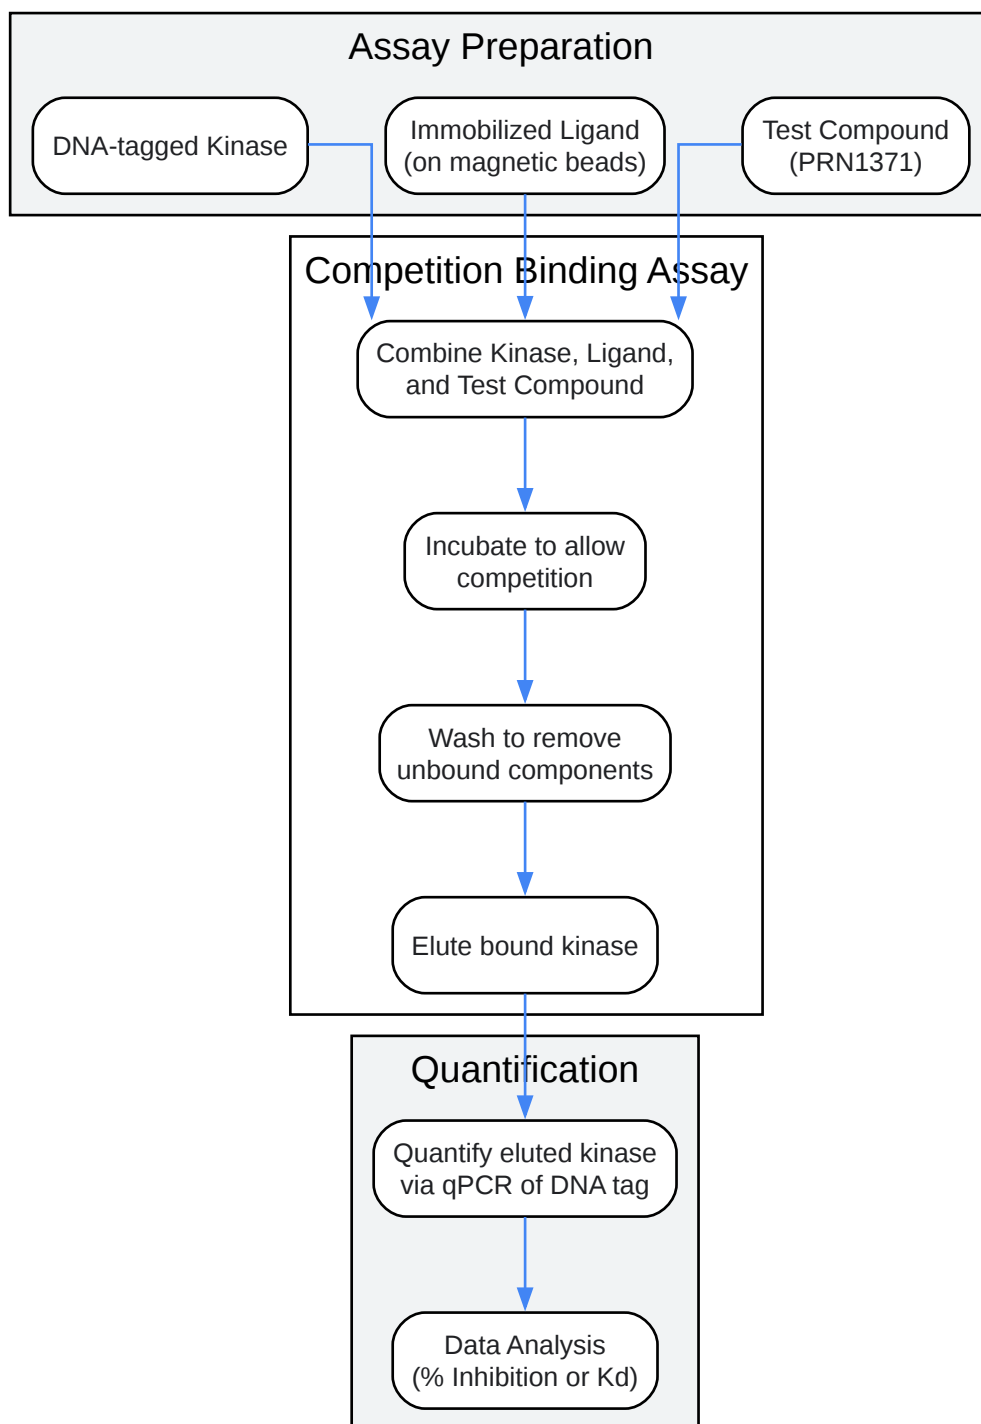 Assay Preparation
DNA-tagged Kinase
Immobilized Ligand
(on magnetic beads)
Test Compound
(PRN1371)
Competition Binding Assay
Combine Kinase, Ligand,
and Test Compound
Incubate to allow
competition
Wash to remove
unbound components
Elute bound kinase
Quantification
Quantify eluted kinase
via qPCR of DNA tag
Data Analysis
(% Inhibition or Kd)